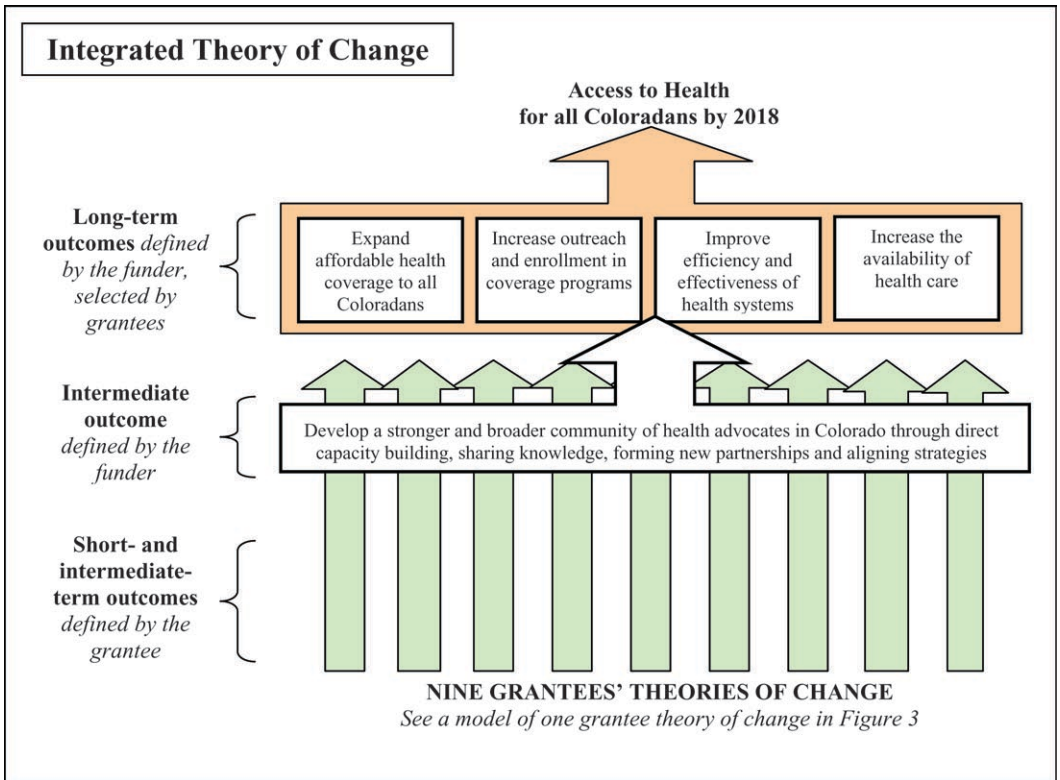 Integrated Theory of Change
Access to Health
for all Coloradans by 2018
Long-term
outcomes defined
by the funder,
selected by
grantees
Expand
affordable health
coverage to all
Coloradans
Increase outreach
and enrollment in
coverage programs
Improve
efficiency and
effectiveness of
health systems
Increase the
availability of
health care
Intermediate
outcome
defined by the
funder
Develop a stronger and broader community of health advocates in Colorado through direct
capacity building, sharing knowledge, forming new partnerships and aligning strategies
Short- and
intermediate-
term outcomes
defined by the
grantee
NINE GRANTEES’ THEORIES OF CHANGE
See a model of one grantee theory of change in Figure 3